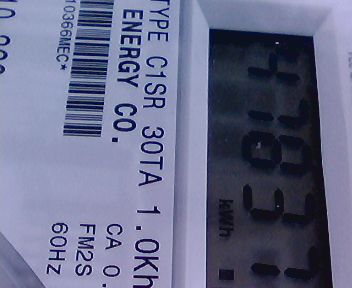 kWh
TYPE C1SR 30TA 1.0Kh
ENERGY CO.
CA 0.
FM2S
60Hz
10366MEC*